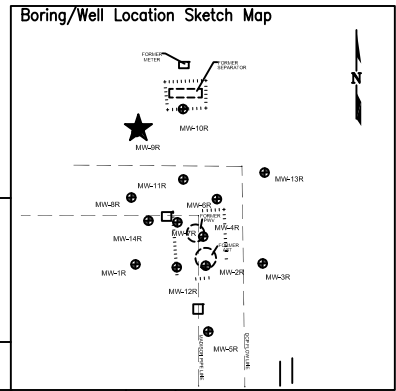 Boring/Well Location Sketch Map
FORMER
METER
FORMER
SEPARATOR
N
MW-10R
MW-9R
MW-13R
MW-11R
MW-8R
MW-6R
FORMER
PWV
MW-7R
MW-4R
MW-14R
FORMER
MW-1R
MW-2R
MW-3R
MW-12R
MW-5R